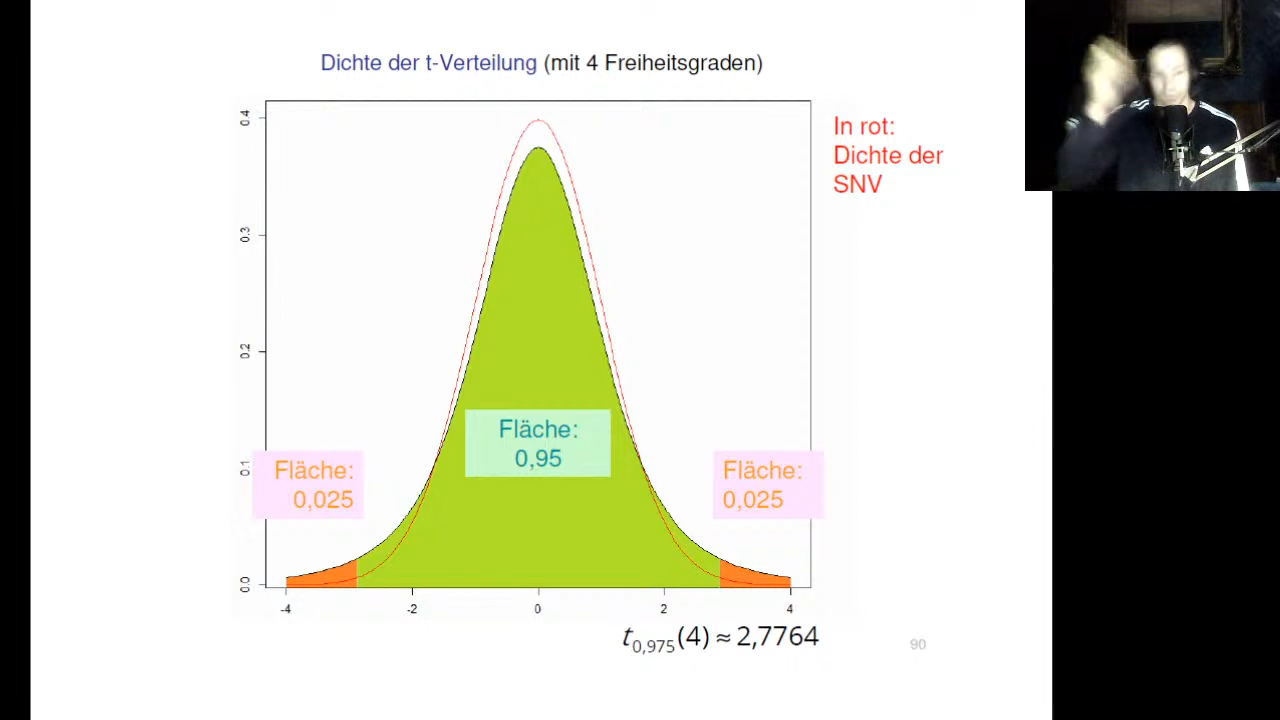 Dichte der t-Verteilung (mit 4 Freiheitsgraden)
In rot:
Dichte der
SNV
0.4
0.3
0.2
0.1
0.0
Fläche:
0,95
Fläche:
0,025
Fläche:
0,025
-4 -2 0 2 4
t0,975(4) ≈ 2,7764
90